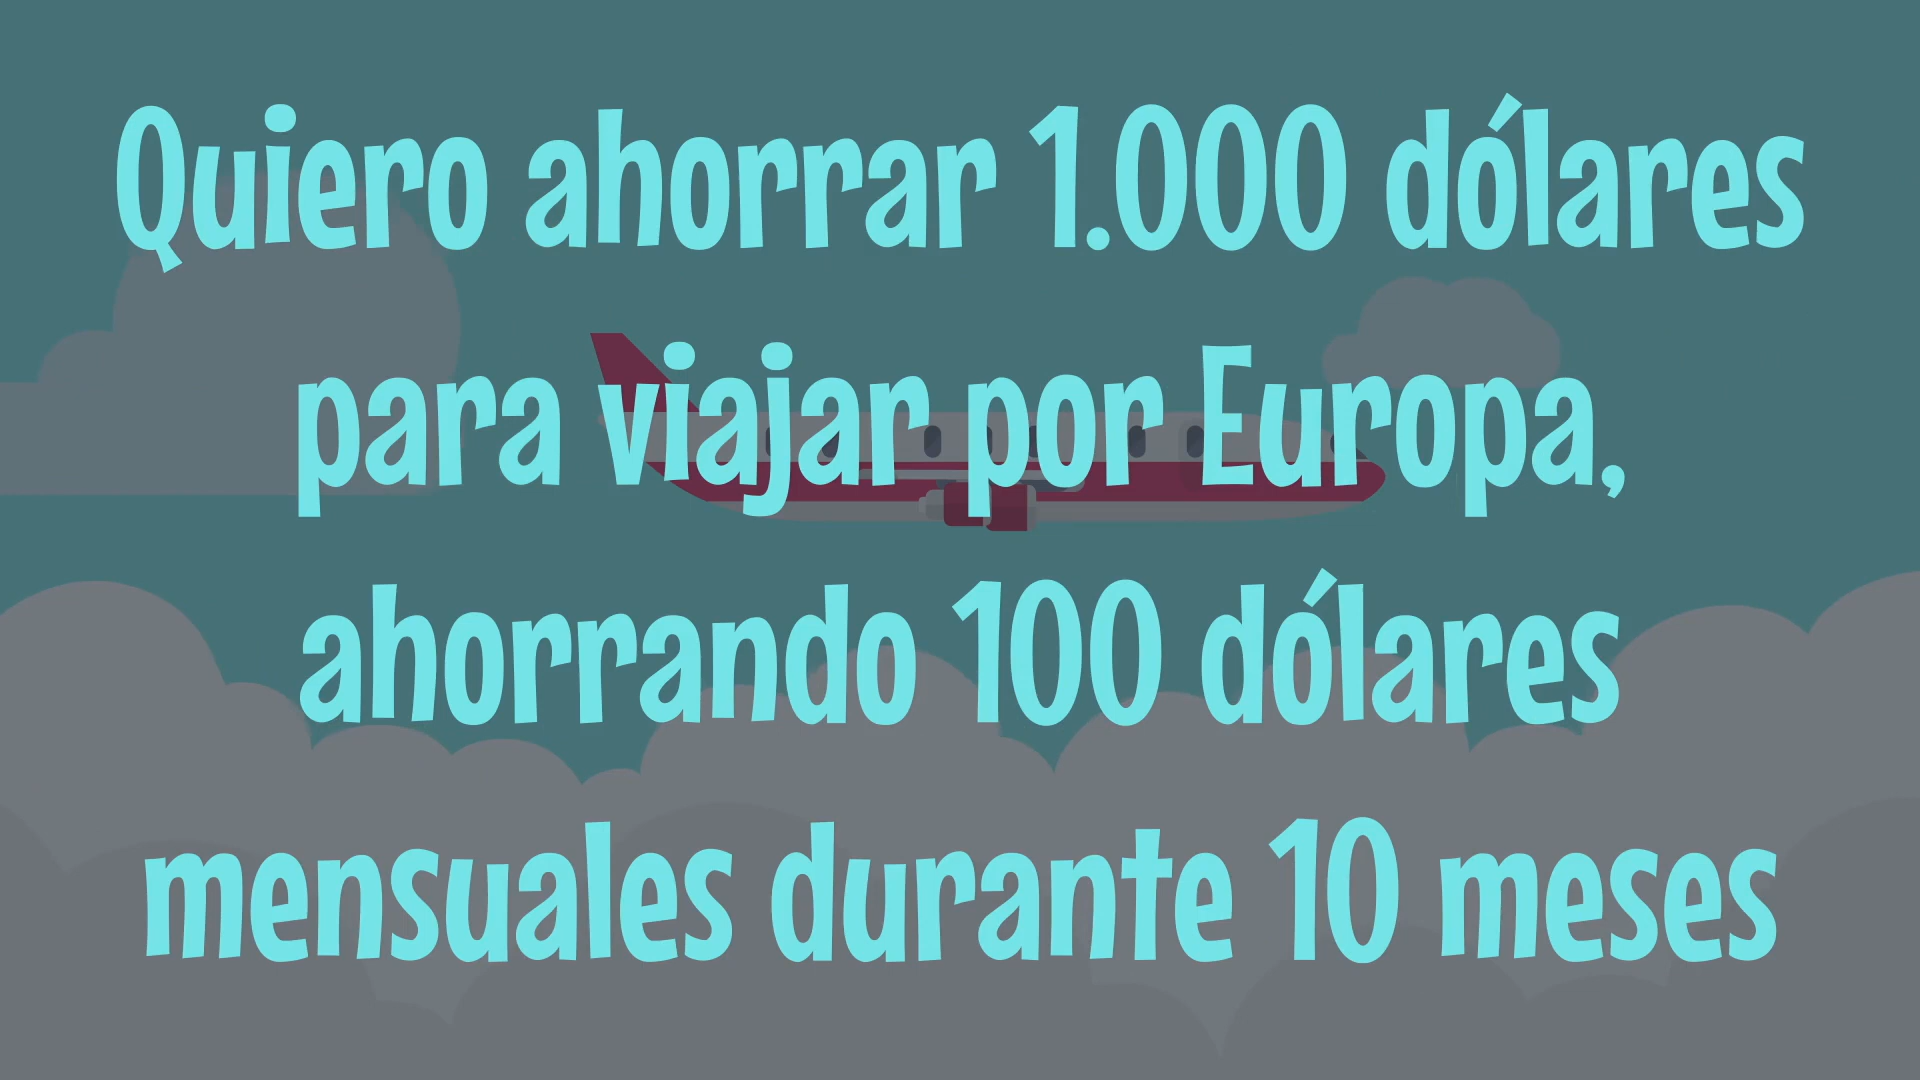 Quiero ahorrar 1.000 dólares
para viajar por Europa,
ahorrando 100 dólares
mensuales durante 10 meses